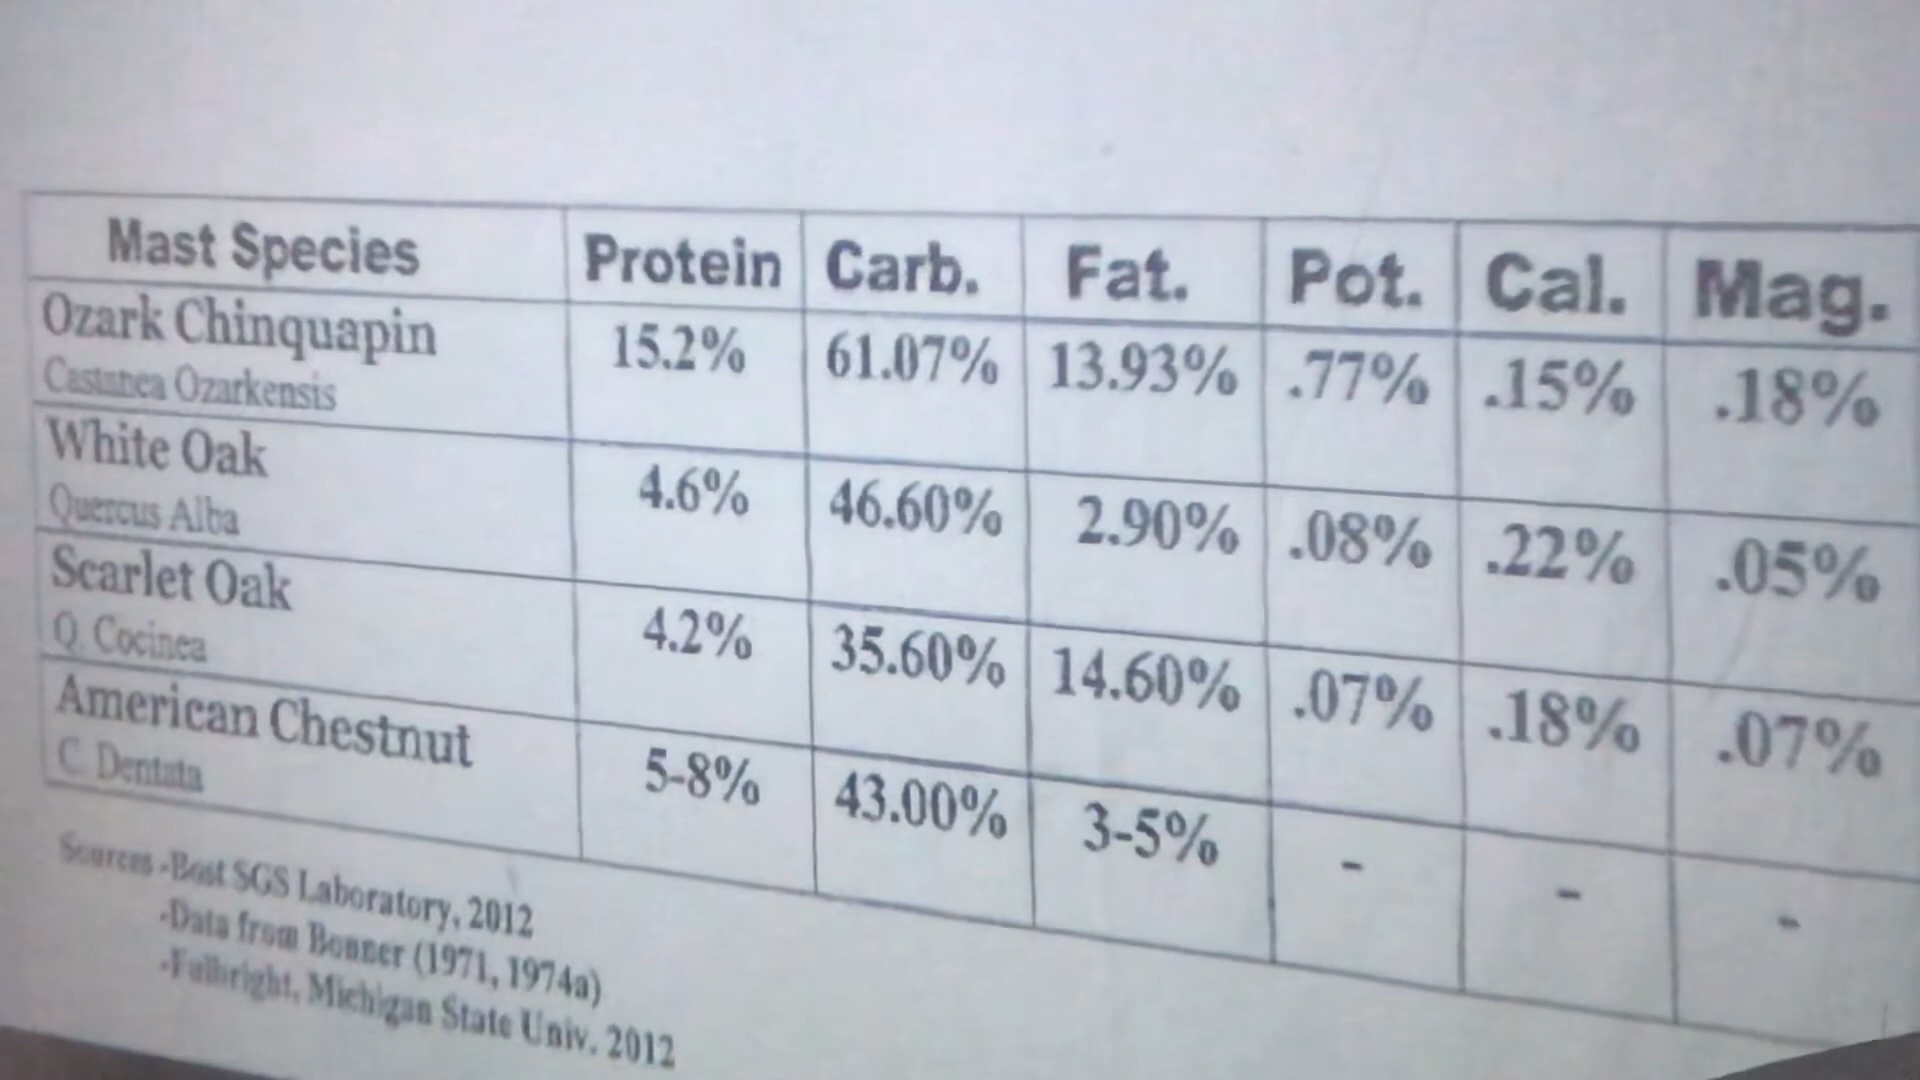 Mast Species Protein Carb. Fat. Pot. Cal. Mag.
Ozark Chinquapin 15.2% 61.07% 13.93% .77% .15% .18%
Castanea Ozarkensis
White Oak 4.6% 46.60% 2.90% .08% .22% .05%
Quercus Alba
Scarlet Oak 4.2% 35.60% 14.60% .07% .18% .07%
Q. Cocinea
American Chestnut 5-8% 43.00% 3-5% - - -
C. Dentata
Sources -Bost SGS Laboratory, 2012
-Data from Bonner (1971, 1974a)
-Fulbright, Michigan State Univ. 2012